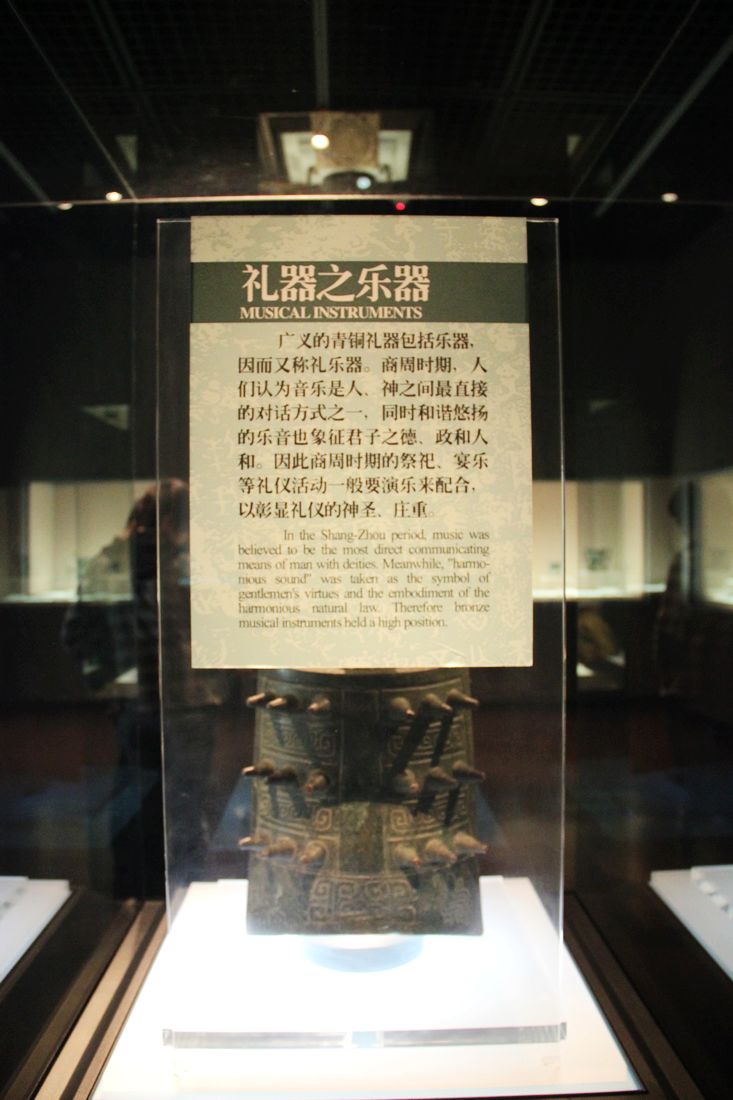 礼器之乐器
MUSICAL INSTRUMENTS
广义的青铜礼器包括乐器，
因而又称礼乐器。商周时期，人
们认为音乐是人、神之间最直接
的对话方式之一，同时和谐悠扬
的乐音也象征君子之德、政和人
和。因此商周时期的祭祀、宴乐
等礼仪活动一般要演乐来配合，
以彰显礼仪的神圣、庄重。
In the Shang-Zhou period, music was
believed to be the most direct communicating
means of man with deities. Meanwhile, "harmo-
nious sound" was taken as the symbol of
gentlemen's virtues and the embodiment of the
harmonious natural law. Therefore bronze
musical instruments held a high position.